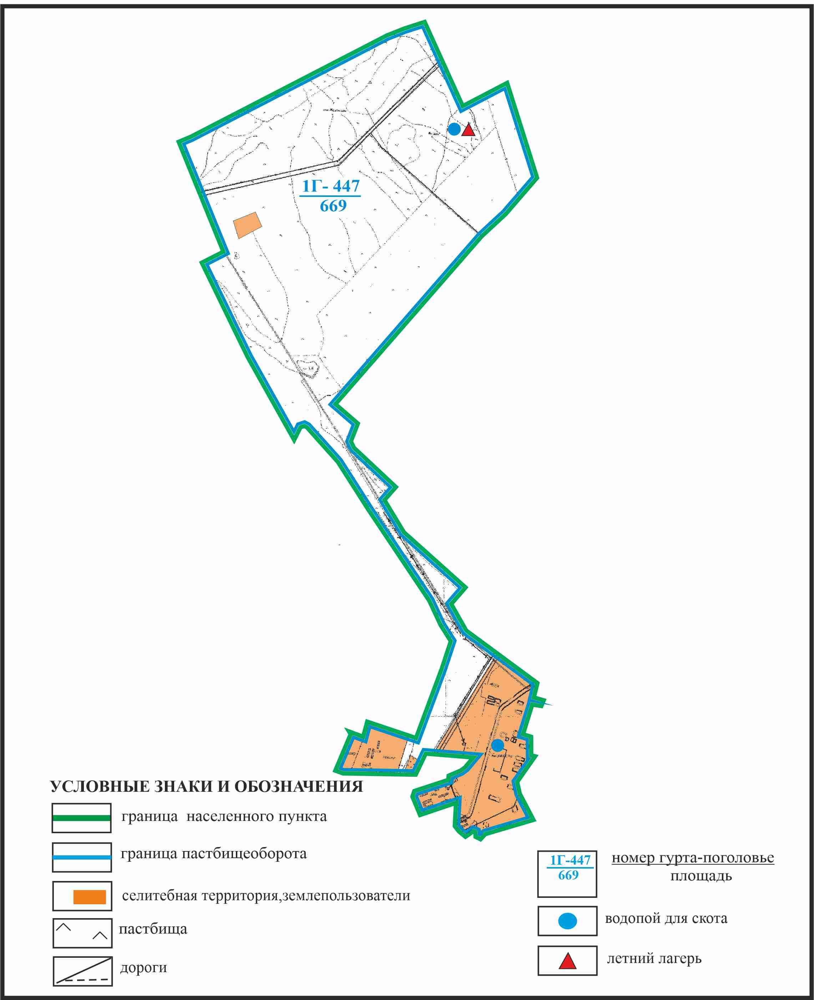 1Г- 447
669
УСЛОВНЫЕ ЗНАКИ И ОБОЗНАЧЕНИЯ
граница населенного пункта
граница пастбищеоборота
селитебная территория,землепользователи
пастбища
дороги
1Г-447
669
номер гурта-поголовье
площадь
водопой для скота
летний лагерь